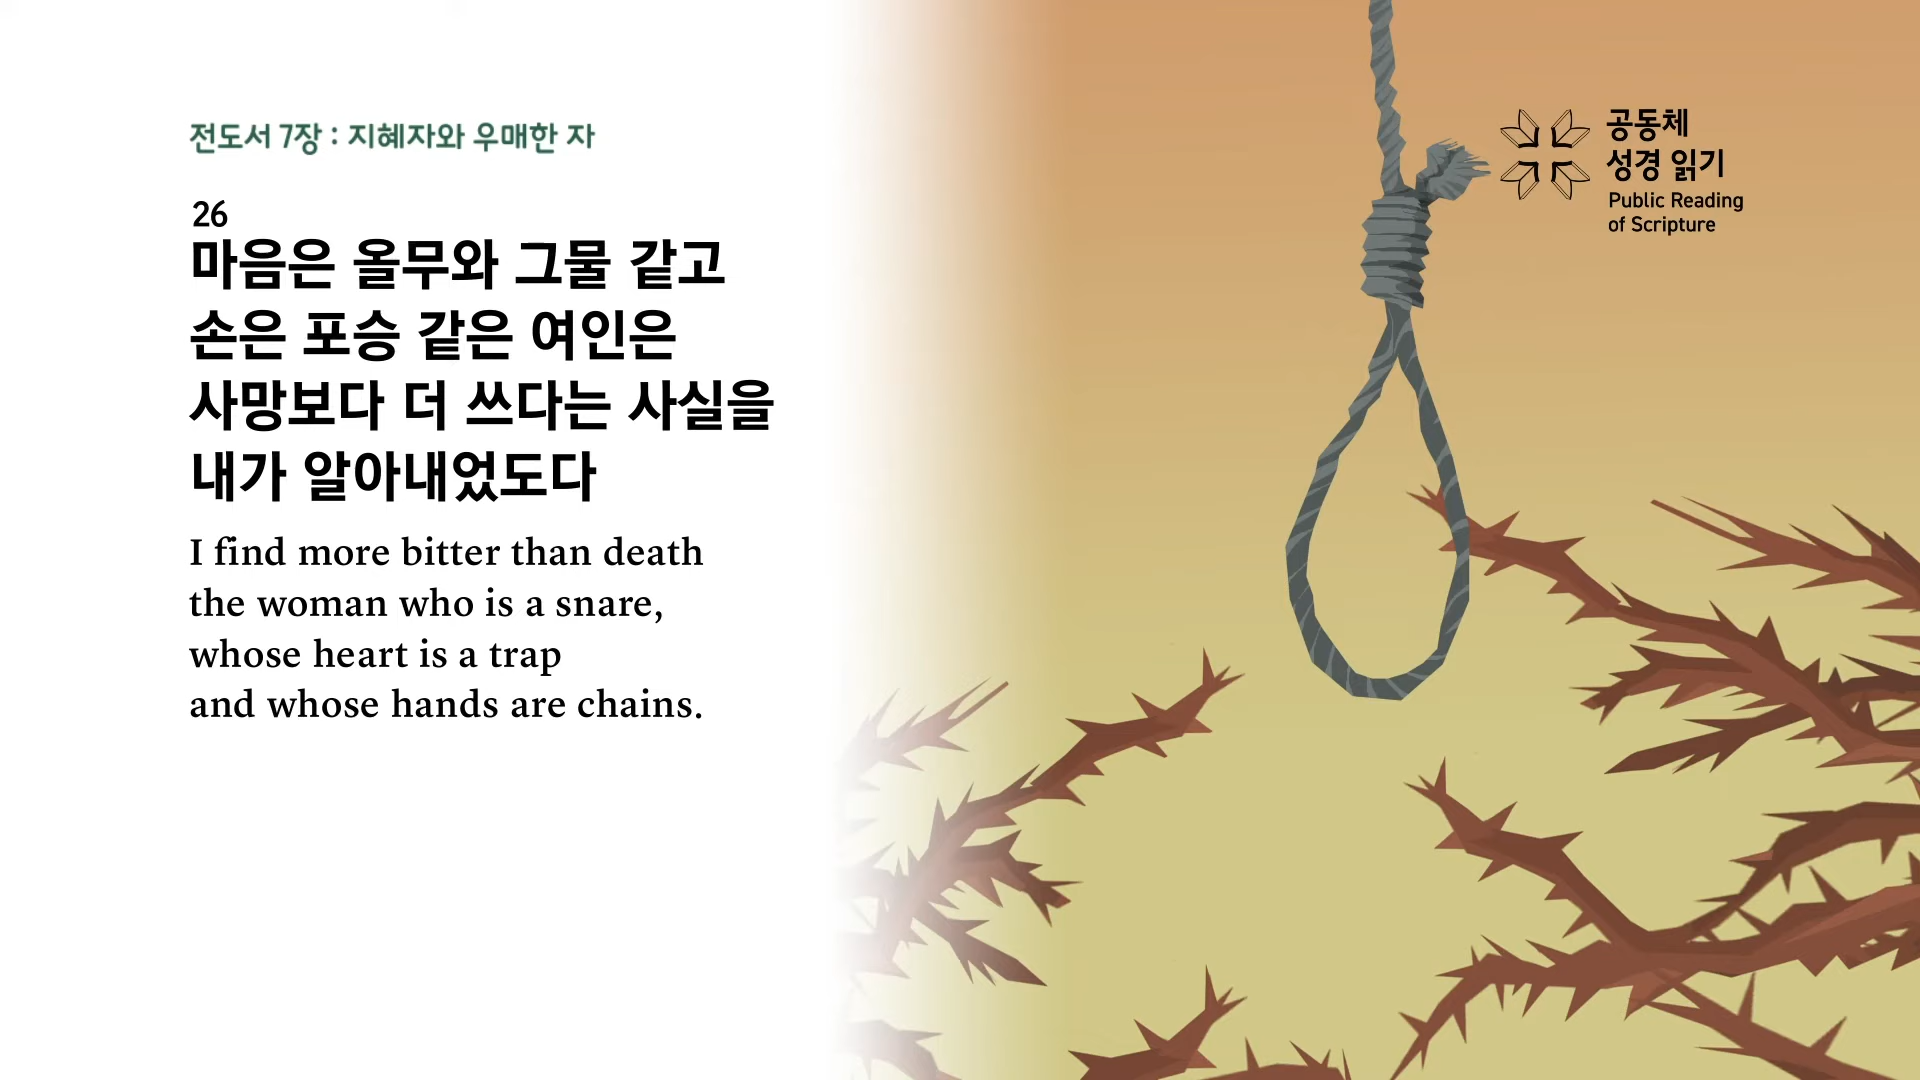 전도서 7장 : 지혜자와 우매한 자
26
마음은 올무와 그물 같고
손은 포승 같은 여인은
사망보다 더 쓰다는 사실을
내가 알아내었도다
I find more bitter than death
the woman who is a snare,
whose heart is a trap
and whose hands are chains.
공동체
성경 읽기
Public Reading
of Scripture